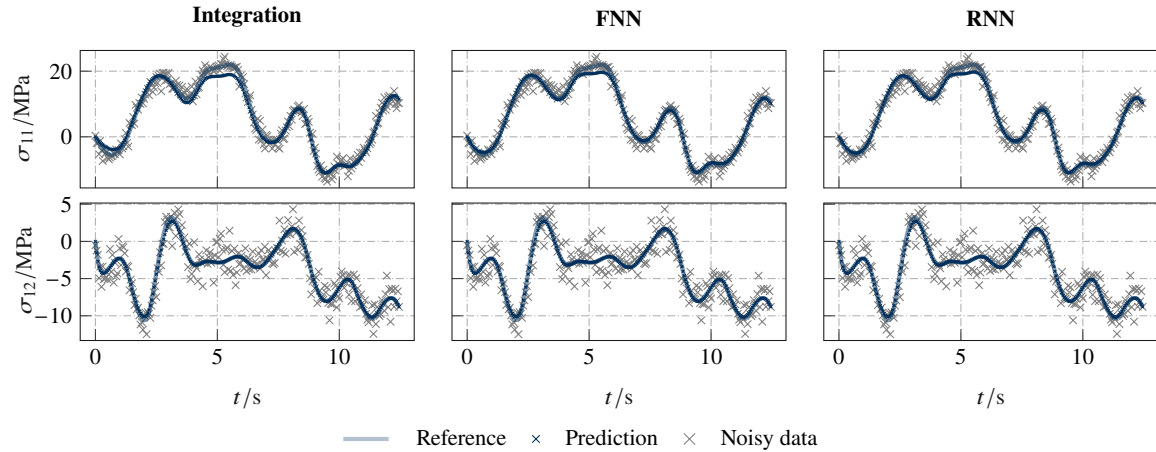 Integration FNN RNN
20
0
σ11/MPa
5
0
−5
−10
σ12/MPa
0 5 10 0 5 10 0 5 10
t/s t/s t/s
Reference Prediction Noisy data